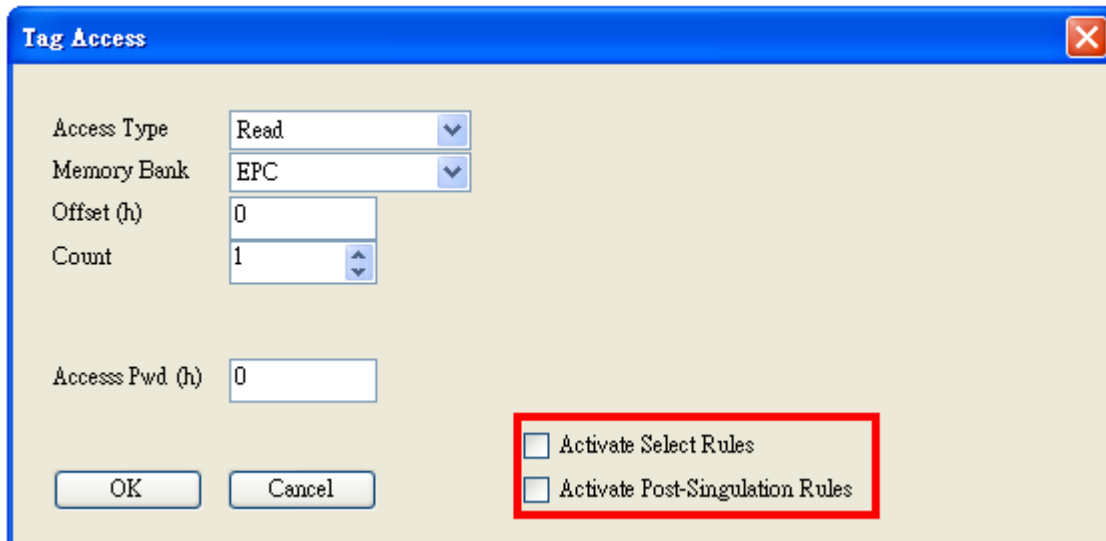 Tag Access
Access Type Read
Memory Bank EPC
Offset (h) 0
Count 1
Accesss Pwd (h) 0
Activate Select Rules
OK Cancel Activate Post-Singulation Rules